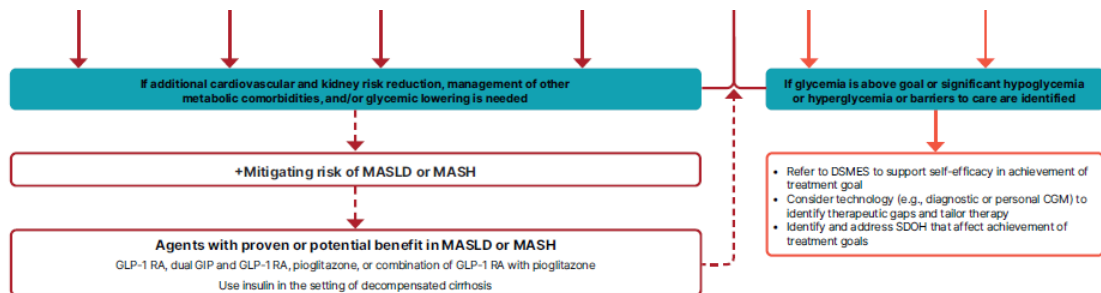 If additional cardiovascular and kidney risk reduction, management of other
metabolic comorbidities, and/or glycemic lowering is needed
+Mitigating risk of MASLD or MASH
Agents with proven or potential benefit in MASLD or MASH
GLP-1 RA, dual GIP and GLP-1 RA, pioglitazone, or combination of GLP-1 RA with pioglitazone
Use insulin in the setting of decompensated cirrhosis
If glycemia is above goal or significant hypoglycemia
or hyperglycemia or barriers to care are identified
• Refer to DSMES to support self-efficacy in achievement of
treatment goal
• Consider technology (e.g., diagnostic or personal CGM) to
identify therapeutic gaps and tailor therapy
• Identify and address SDOH that affect achievement of
treatment goals